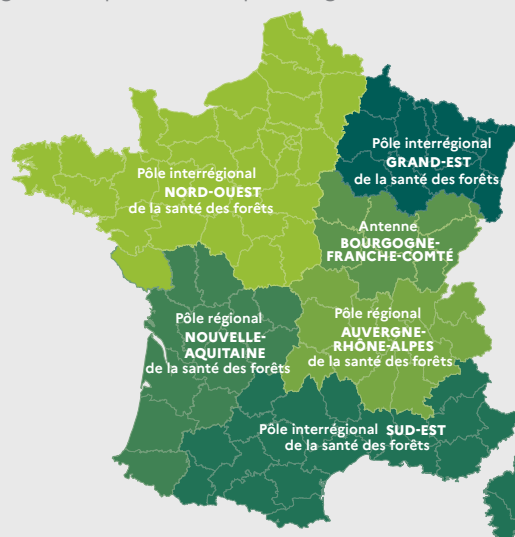 Pôle interrégional
GRAND-EST
de la santé des forêts
Pôle interrégional
NORD-OUEST
de la santé des forêts
Antenne
BOURGOGNE-
FRANCHE-COMTÉ
Pôle régional
NOUVELLE-
AQUITAINE
de la santé des forêts
Pôle régional
AUVERGNE-
RHÔNE-ALPES
de la santé des forêts
Pôle interrégional SUD-EST
de la santé des forêts